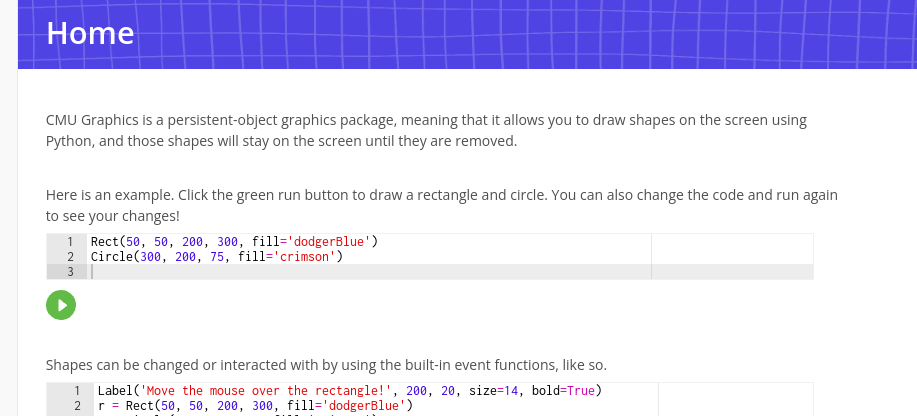 Home
CMU Graphics is a persistent-object graphics package, meaning that it allows you to draw shapes on the screen using
Python, and those shapes will stay on the screen until they are removed.
Here is an example. Click the green run button to draw a rectangle and circle. You can also change the code and run again
to see your changes!
1 Rect(50, 50, 200, 300, fill='dodgerBlue')
2 Circle(300, 200, 75, fill='crimson')
3
Shapes can be changed or interacted with by using the built-in event functions, like so.
1 Label('Move the mouse over the rectangle!', 200, 20, size=14, bold=True)
2 r = Rect(50, 50, 200, 300, fill='dodgerBlue')